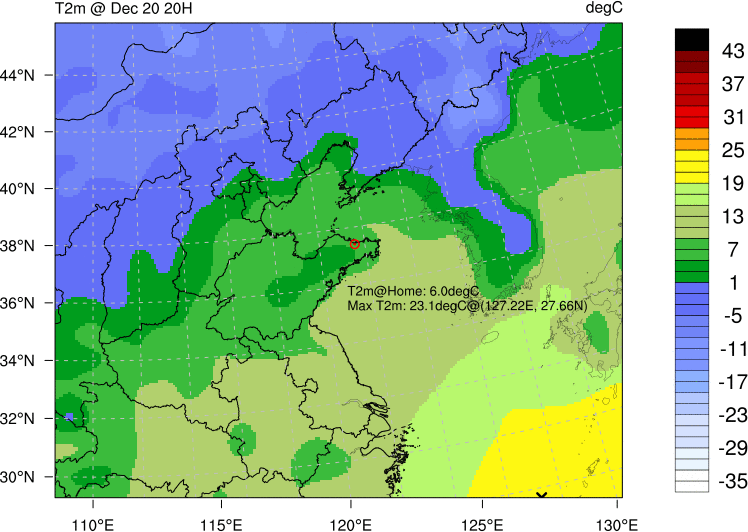 T2m @ Dec 20 20H
degC
44°N
42°N
40°N
38°N
36°N
34°N
32°N
30°N
110°E
115°E
120°E
125°E
130°E
T2m@Home: 6.0degC
Max T2m: 23.1degC@(127.22E, 27.66N)
43
37
31
25
19
13
7
1
-5
-11
-17
-23
-29
-35